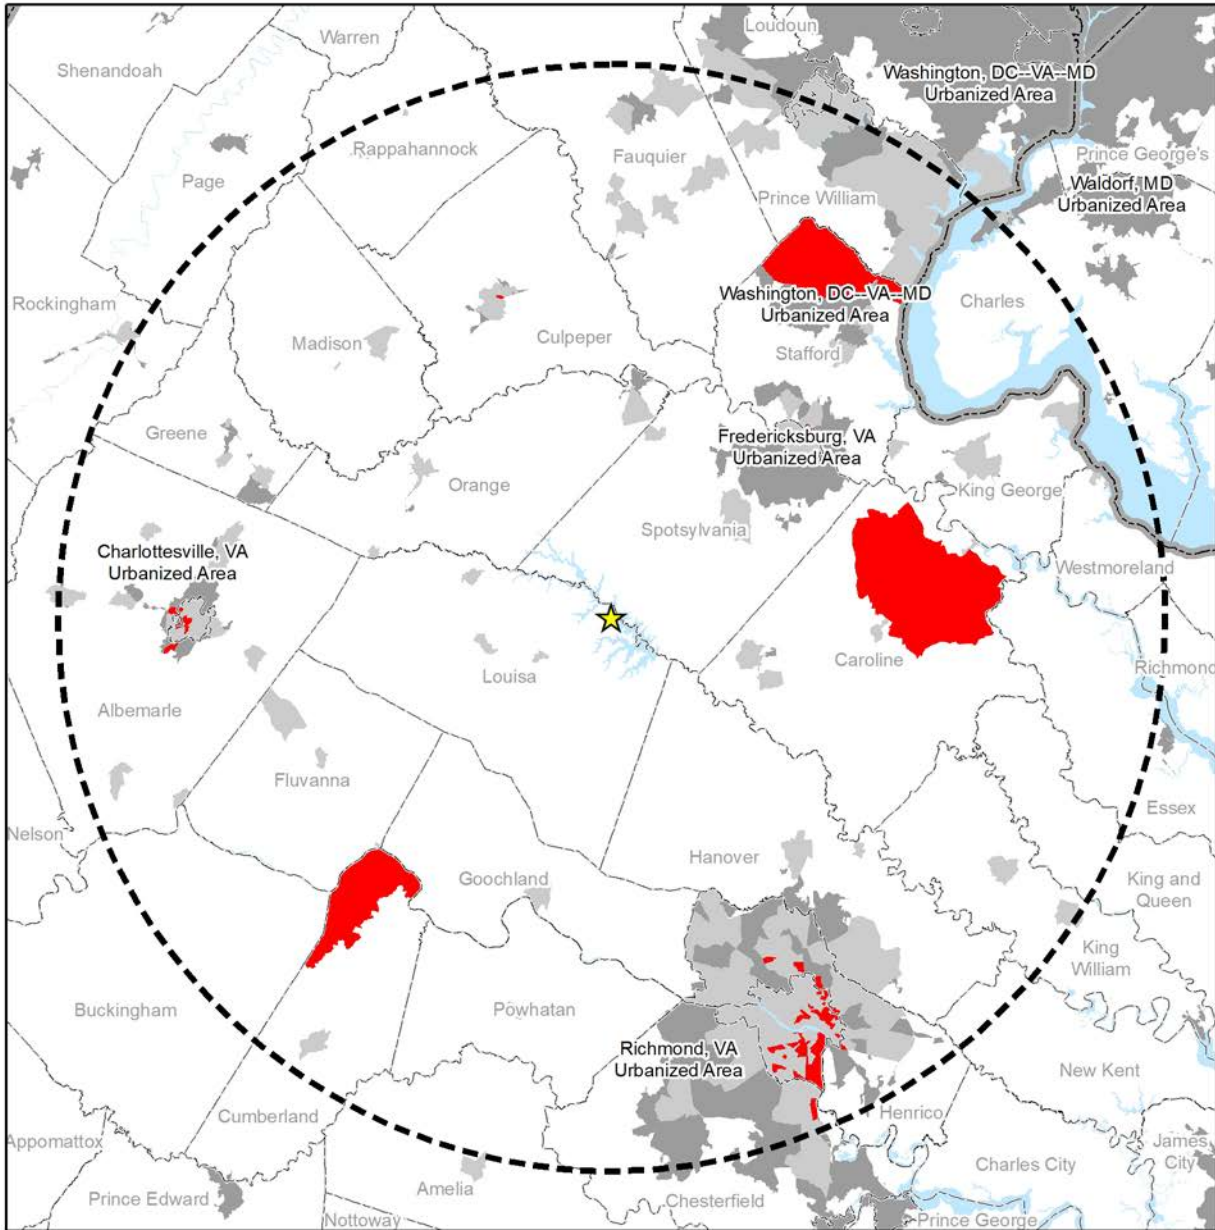 Loudoun
Warren
Shenandoah
Washington, DC--VA--MD
Urbanized Area
Rappahannock
Fauquier
Prince George's
Page
Waldorf, MD
Urbanized Area
Prince William
Rockingham
Washington, DC--VA--MD
Urbanized Area
Charles
Madison
Culpeper
Stafford
Greene
Fredericksburg, VA
Urbanized Area
Orange
King George
Spotsylvania
Charlottesville, VA
Urbanized Area
Westmoreland
Louisa
Caroline
Richmond
Albemarle
Fluvanna
Essex
Nelson
Hanover
Goochland
King and
Queen
King
William
Buckingham
Powhatan
Richmond, VA
Urbanized Area
New Kent
Cumberland
Henrico
Appomattox
James
City
Charles City
Prince Edward
Amelia
Chesterfield
Nottoway
Prince George